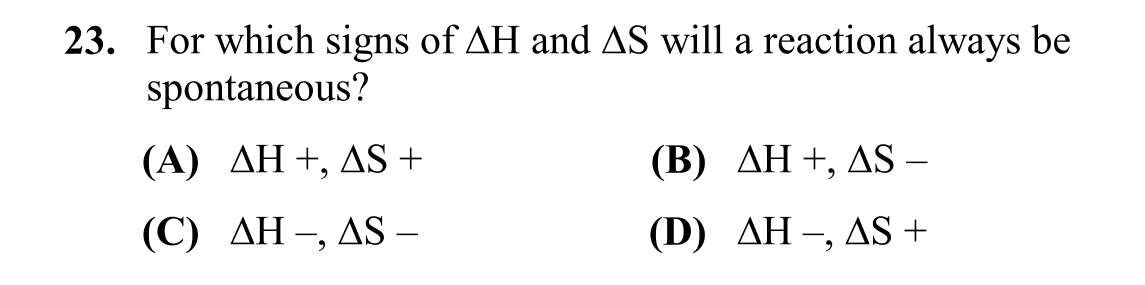 23. For which signs of ΔH and ΔS will a reaction always be
spontaneous?
(A) ΔH +, ΔS + (B) ΔH +, ΔS –
(C) ΔH –, ΔS – (D) ΔH –, ΔS +